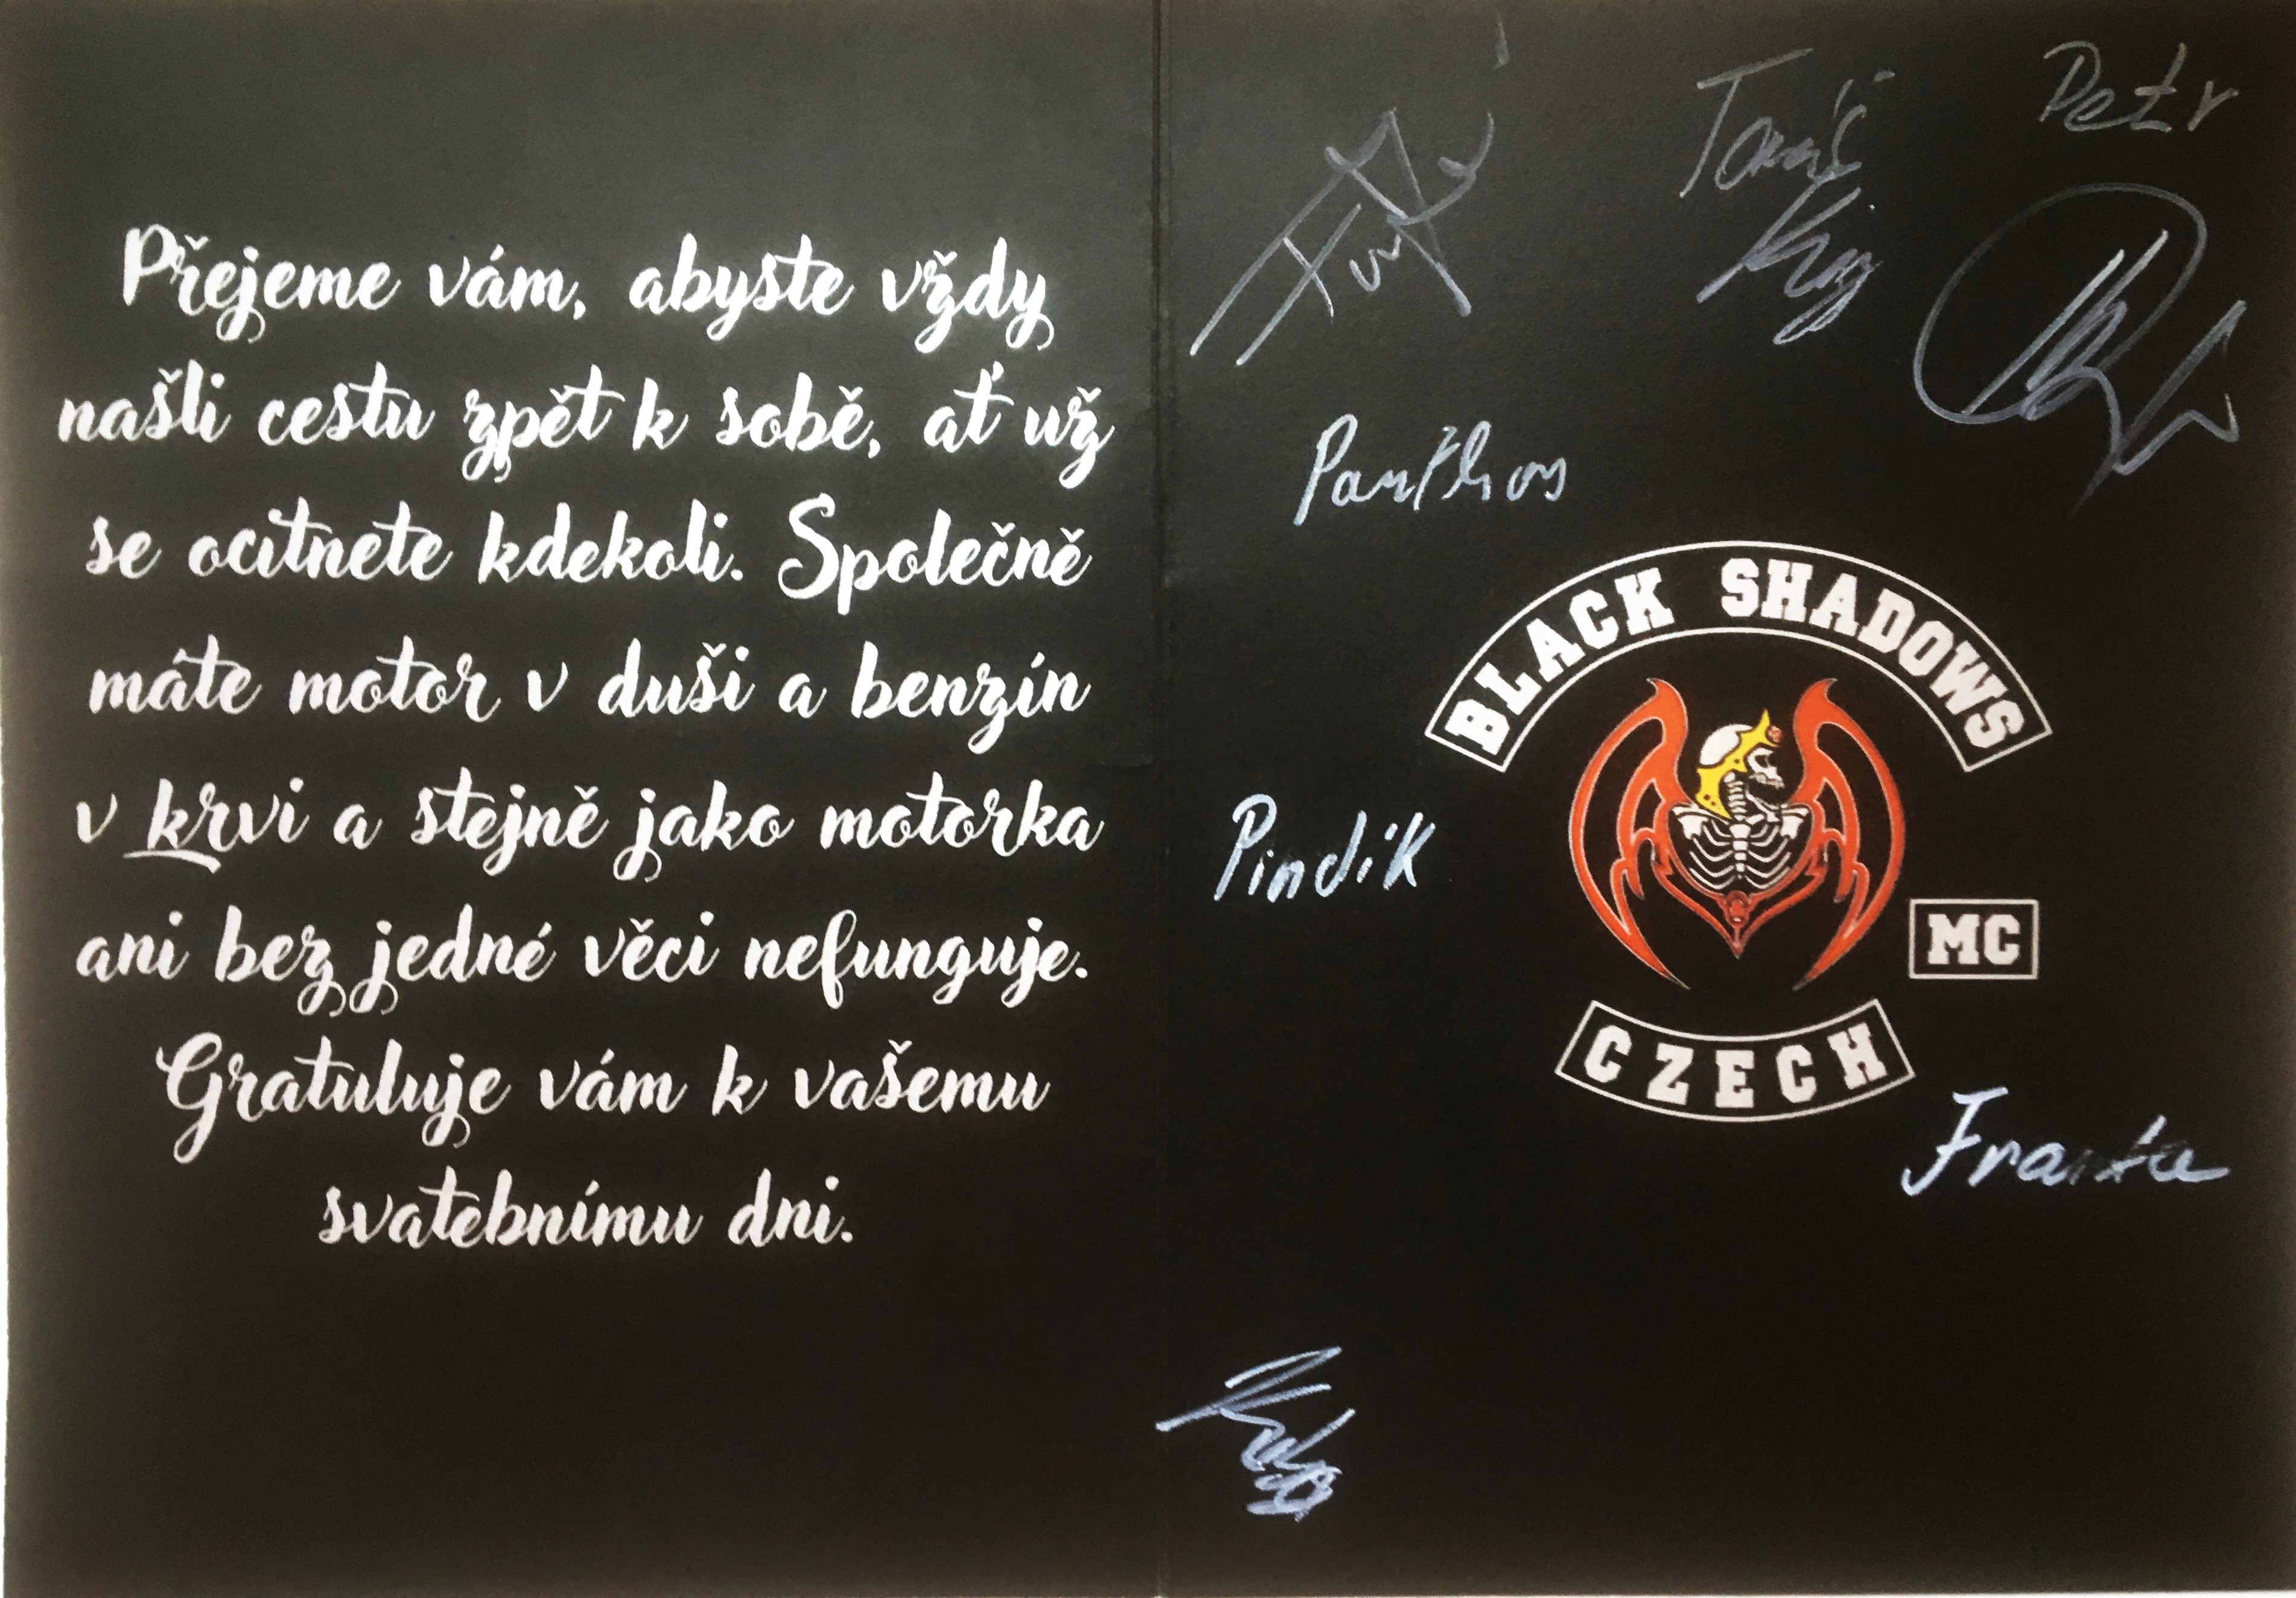 Přejeme vám, abyste vždy
našli cestu zpět k sobě, ať už
se ocitnete kdekoli. Společně
máte motor v duši a benzín
v krvi a stejně jako motorka
ani bez jedné věci nefunguje.
Gratuluje vám k vašemu
svatebnímu dni.
Tomáš
Petr
BLACK SHADOWS
Pindík
MC
CZECH
Franta